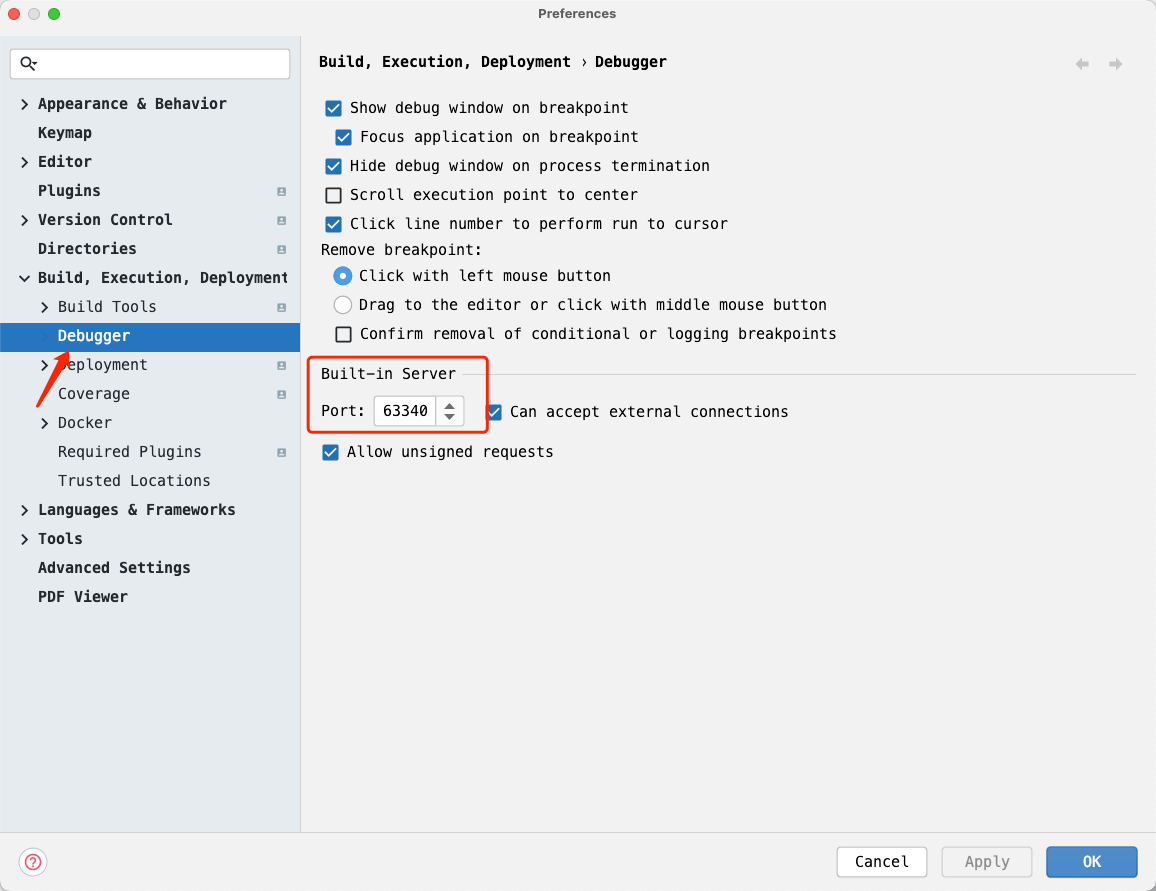 Preferences
Appearance & Behavior
Keymap
Editor
Plugins
Version Control
Directories
Build, Execution, Deployment
Build Tools
Debugger
Deployment
Coverage
Docker
Required Plugins
Trusted Locations
Languages & Frameworks
Tools
Advanced Settings
PDF Viewer
Build, Execution, Deployment › Debugger
Show debug window on breakpoint
Focus application on breakpoint
Hide debug window on process termination
Scroll execution point to center
Click line number to perform run to cursor
Remove breakpoint:
Click with left mouse button
Drag to the editor or click with middle mouse button
Confirm removal of conditional or logging breakpoints
Built-in Server
Port: 63340 Can accept external connections
Allow unsigned requests
? Cancel Apply OK